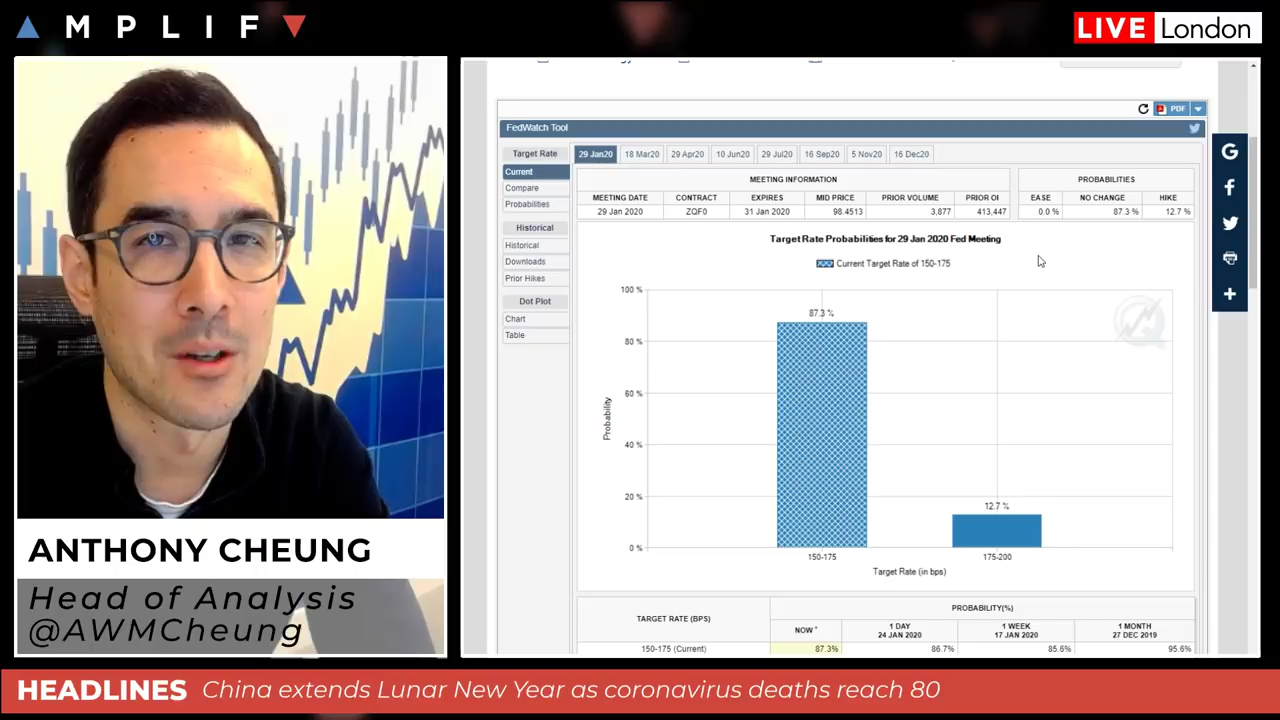 AMPLIFY
LIVE London
PDF
FedWatch Tool
Target Rate
Current
Compare
Probabilities
Historical
Historical
Downloads
Prior Hikes
Dot Plot
Chart
Table
29 Jan20 18 Mar20 29 Apr20 10 Jun20 29 Jul20 16 Sep20 5 Nov20 16 Dec20
MEETING INFORMATION
MEETING DATE CONTRACT EXPIRES MID PRICE PRIOR VOLUME PRIOR OI
29 Jan 2020 ZQF0 31 Jan 2020 98.4513 3,877 413,447
PROBABILITIES
EASE NO CHANGE HIKE
0.0 % 87.3 % 12.7 %
Target Rate Probabilities for 29 Jan 2020 Fed Meeting
Current Target Rate of 150-175
Probability
100 %
80 %
60 %
40 %
20 %
0 %
87.3 %
12.7 %
150-175 175-200
Target Rate (in bps)
TARGET RATE (BPS) PROBABILITY(%)
NOW * 1 DAY 24 JAN 2020 1 WEEK 17 JAN 2020 1 MONTH 27 DEC 2019
150-175 (Current) 87.3% 86.7% 85.6% 95.6%
ANTHONY CHEUNG
Head of Analysis
@AWMCheung
HEADLINES China extends Lunar New Year as coronavirus deaths reach 80